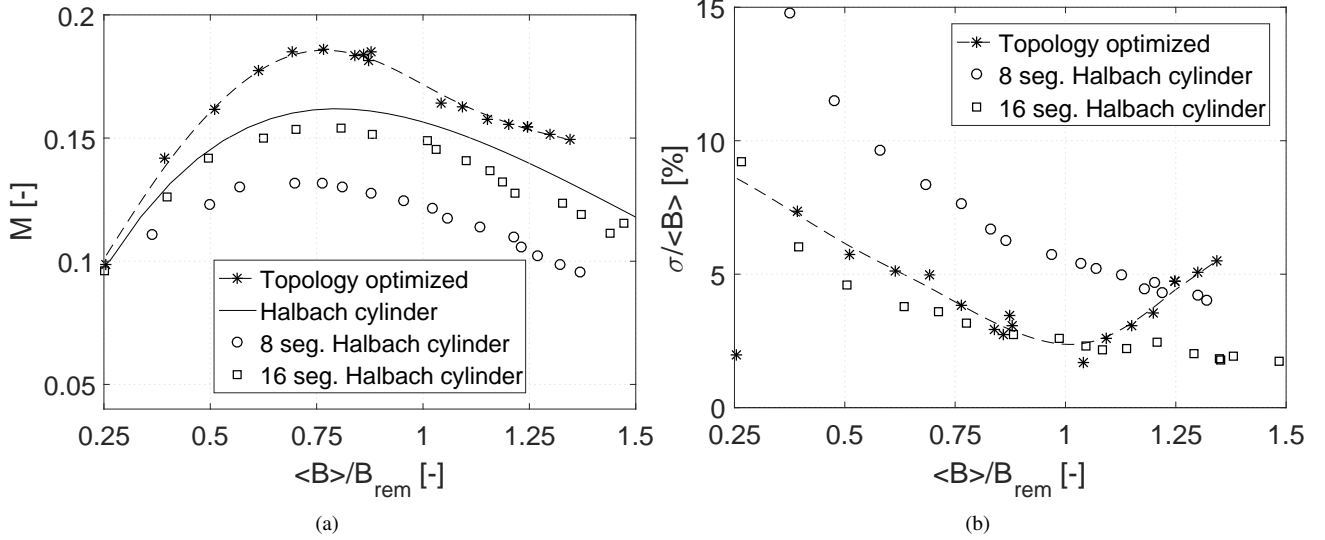 0.2
0.15
0.1
0.05
M [-]
Topology optimized
Halbach cylinder
8 seg. Halbach cylinder
16 seg. Halbach cylinder
0.25 0.5 0.75 1 1.25 1.5
<B>/B_rem [-]
(a)
15
10
5
0
σ/<B> [%]
Topology optimized
8 seg. Halbach cylinder
16 seg. Halbach cylinder
0.25 0.5 0.75 1 1.25 1.5
<B>/B_rem [-]
(b)